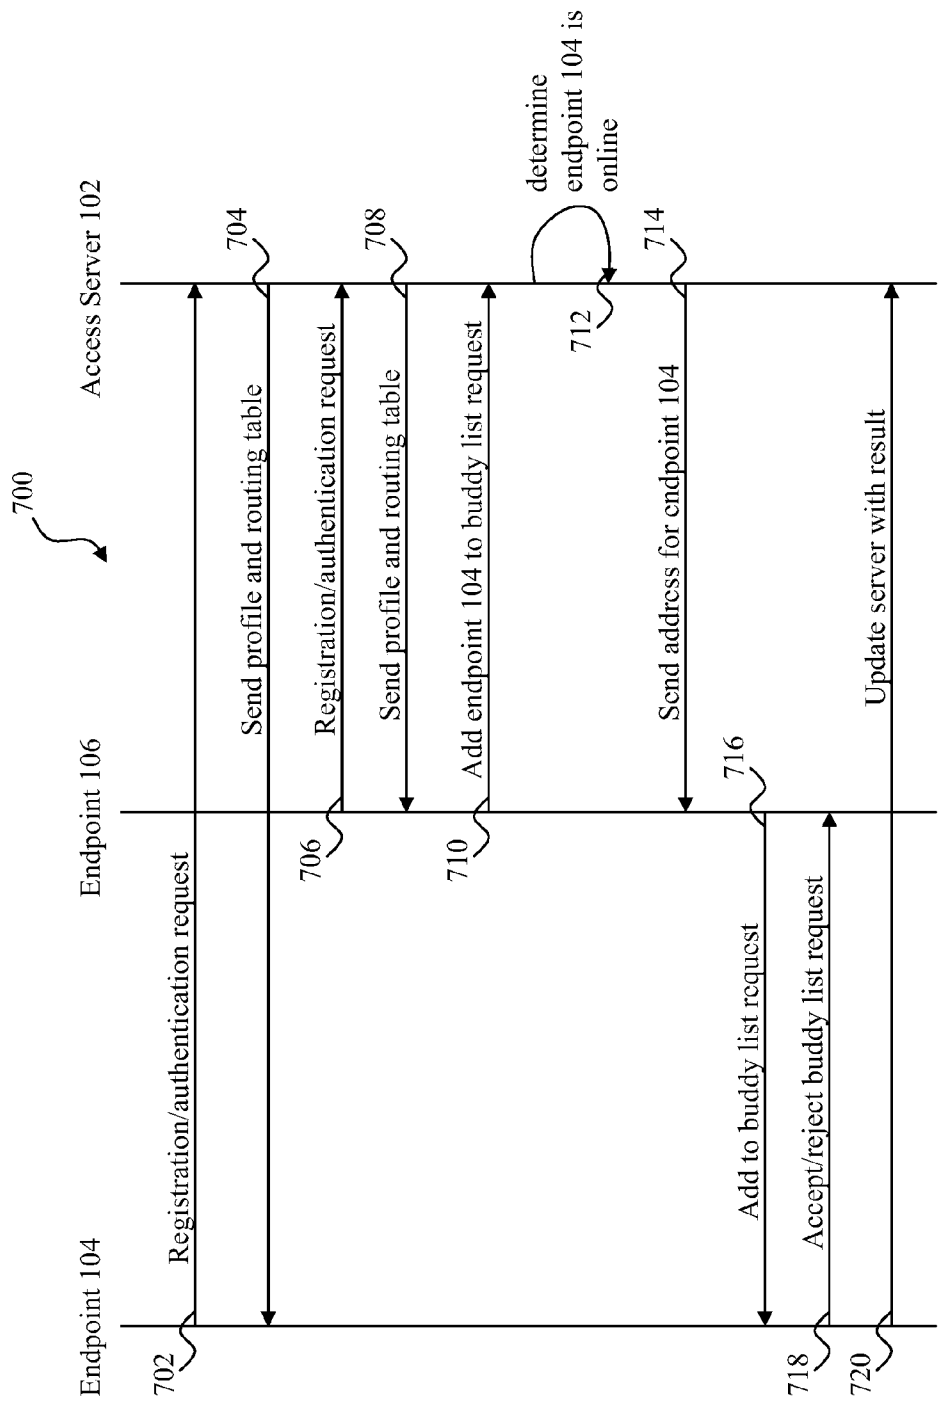 700
Endpoint 104
Endpoint 106
Access Server 102
Registration/authentication request
702
Send profile and routing table
704
Registration/authentication request
706
Send profile and routing table
708
Add endpoint 104 to buddy list request
710
determine
endpoint 104 is
online
712
Send address for endpoint 104
714
Add to buddy list request
716
Accept/reject buddy list request
718
Update server with result
720